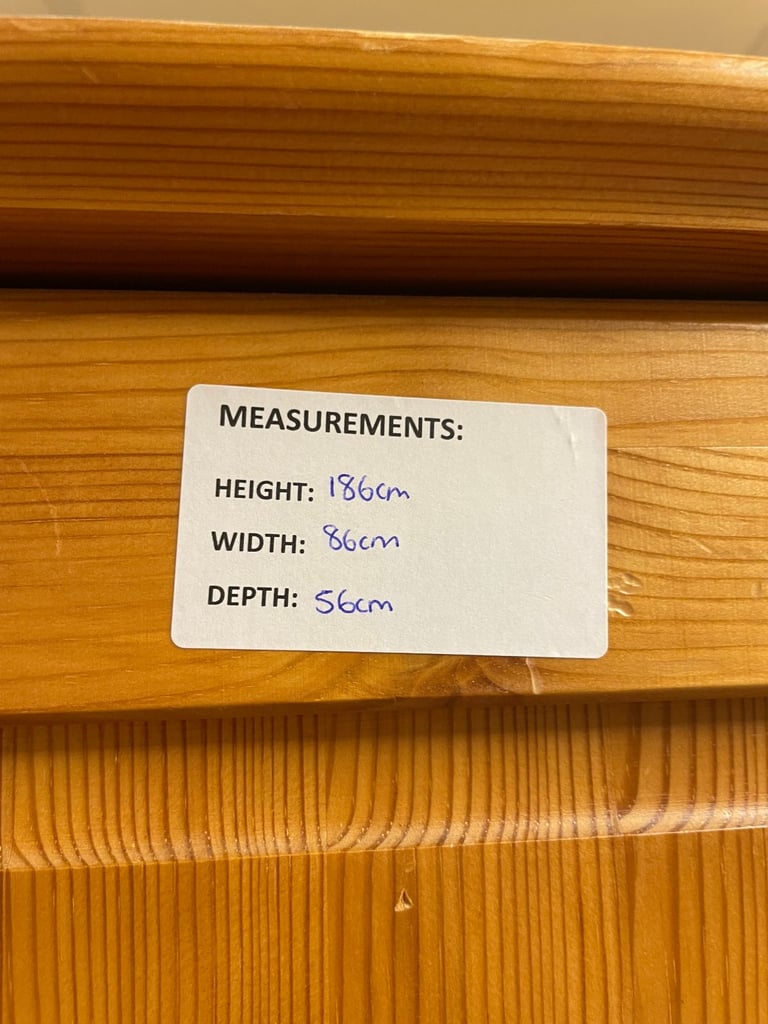 MEASUREMENTS:
HEIGHT: 186cm
WIDTH: 86cm
DEPTH: 56cm